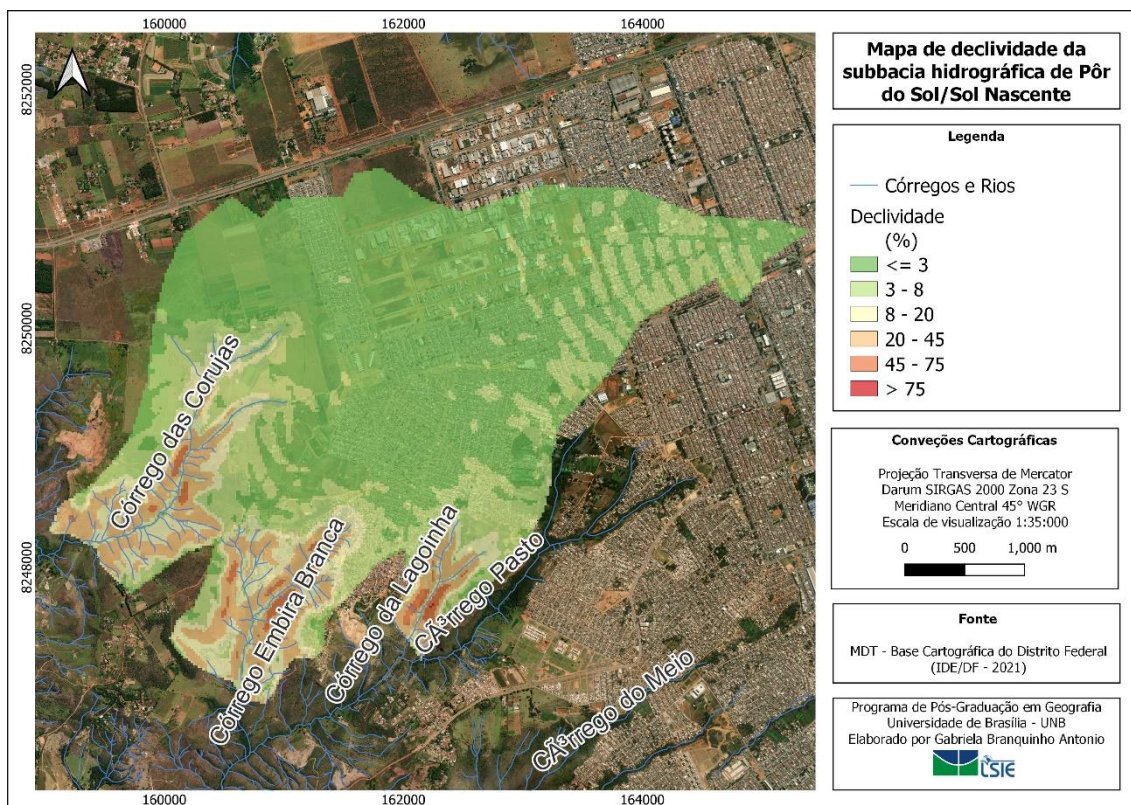 160000
162000
164000
8252000
8250000
8248000
Córrego das Corujas
Córrego Embira Branca
Córrego da Lagoinha
CÃ³rrego Pasto
CÃ³rrego do Meio
160000
162000
164000
Mapa de declividade da
subbacia hidrográfica de Pôr
do Sol/Sol Nascente
Legenda
Córregos e Rios
Declividade
(%)
<= 3
3 - 8
8 - 20
20 - 45
45 - 75
> 75
Conveções Cartográficas
Projeção Transversa de Mercator
Darum SIRGAS 2000 Zona 23 S
Meridiano Central 45° WGR
Escala de visualização 1:35:000
0 500 1,000 m
Fonte
MDT - Base Cartográfica do Distrito Federal
(IDE/DF - 2021)
Programa de Pós-Graduação em Geografia
Universidade de Brasília - UNB
Elaborado por Gabriela Branquinho Antonio
LSIE